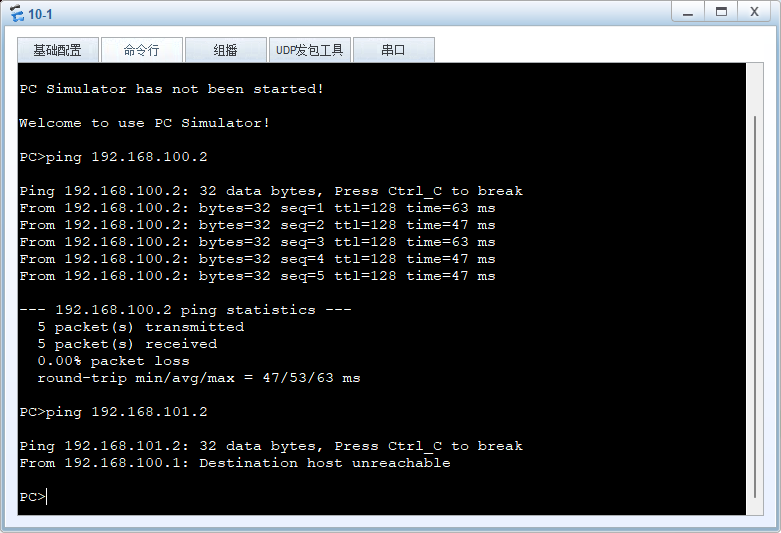 10-1
基础配置 命令行 组播 UDP发包工具 串口
PC Simulator has not been started!
Welcome to use PC Simulator!
PC>ping 192.168.100.2
Ping 192.168.100.2: 32 data bytes, Press Ctrl_C to break
From 192.168.100.2: bytes=32 seq=1 ttl=128 time=63 ms
From 192.168.100.2: bytes=32 seq=2 ttl=128 time=47 ms
From 192.168.100.2: bytes=32 seq=3 ttl=128 time=63 ms
From 192.168.100.2: bytes=32 seq=4 ttl=128 time=47 ms
From 192.168.100.2: bytes=32 seq=5 ttl=128 time=47 ms
--- 192.168.100.2 ping statistics ---
5 packet(s) transmitted
5 packet(s) received
0.00% packet loss
round-trip min/avg/max = 47/53/63 ms
PC>ping 192.168.101.2
Ping 192.168.101.2: 32 data bytes, Press Ctrl_C to break
From 192.168.100.1: Destination host unreachable
PC>